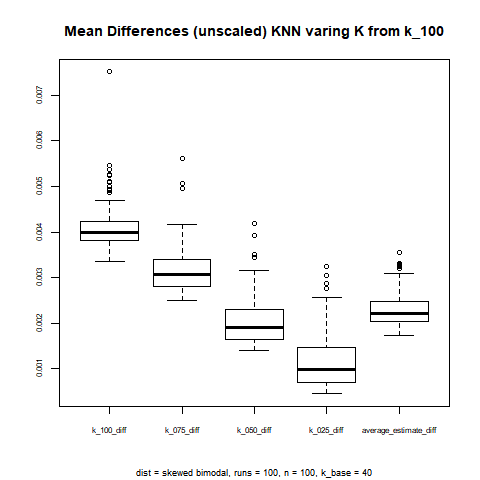 Mean Differences (unscaled) KNN varing K from k_100
0.007
0.006
0.005
0.004
0.003
0.002
0.001
k_100_diff k_075_diff k_050_diff k_025_diff average_estimate_diff
dist = skewed bimodal, runs = 100, n = 100, k_base = 40